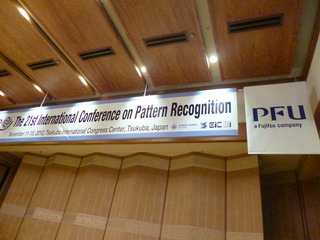 The 21st International Conference on Pattern Recognition
November 11-15, 2012, Tsukuba International Congress Center, Tsukuba, Japan
PFU
a Fujitsu company